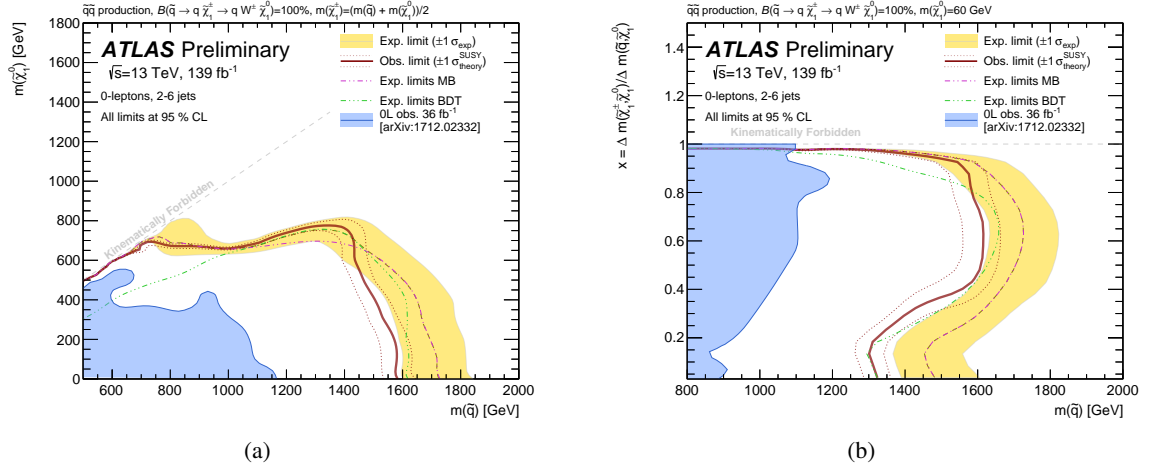 q̃q̃ production, B(q̃ → q χ̃₁± → q W± χ̃₁⁰)=100%, m(χ̃₁±)=(m(q̃) + m(χ̃₁⁰))/2
m(χ̃₁⁰) [GeV]
1800
1600
1400
1200
1000
800
600
400
200
0
ATLAS Preliminary
√s=13 TeV, 139 fb⁻¹
0-leptons, 2-6 jets
All limits at 95 % CL
Exp. limit (±1 σexp)
Obs. limit (±1 σ^SUSY_theory)
Exp. limits MB
Exp. limits BDT
0L obs. 36 fb⁻¹
[arXiv:1712.02332]
Kinematically Forbidden
600 800 1000 1200 1400 1600 1800 2000
m(q̃) [GeV]
(a)
q̃q̃ production, B(q̃ → q χ̃₁± → q W± χ̃₁⁰)=100%, m(χ̃₁⁰)=60 GeV
x = Δ m(χ̃₁±,χ̃₁⁰)/Δ m(q̃,χ̃₁⁰)
1.4
1.2
1
0.8
0.6
0.4
0.2
ATLAS Preliminary
√s=13 TeV, 139 fb⁻¹
0-leptons, 2-6 jets
All limits at 95 % CL
Exp. limit (±1 σexp)
Obs. limit (±1 σ^SUSY_theory)
Exp. limits MB
Exp. limits BDT
0L obs. 36 fb⁻¹
[arXiv:1712.02332]
Kinematically Forbidden
800 1000 1200 1400 1600 1800 2000
m(q̃) [GeV]
(b)